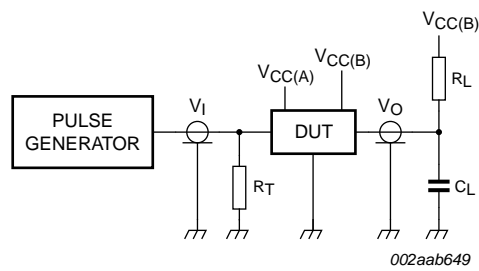 VCC(B)
VCC(B)
VCC(A)
RL
PULSE
GENERATOR
VI
DUT
VO
RT
CL
002aab649